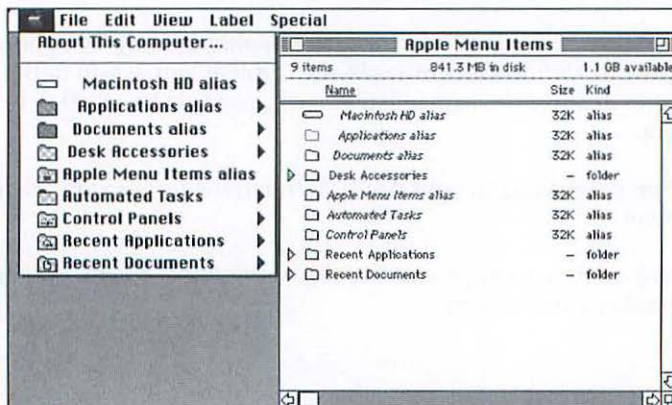 File Edit View Label Special
About This Computer...
Macintosh HD alias
Applications alias
Documents alias
Desk Accessories
Apple Menu Items alias
Automated Tasks
Control Panels
Recent Applications
Recent Documents
Apple Menu Items
9 items 841.3 MB in disk 1.1 GB available
Name Size Kind
Macintosh HD alias 32K alias
Applications alias 32K alias
Documents alias 32K alias
Desk Accessories – folder
Apple Menu Items alias 32K alias
Automated Tasks 32K alias
Control Panels 32K alias
Recent Applications – folder
Recent Documents – folder